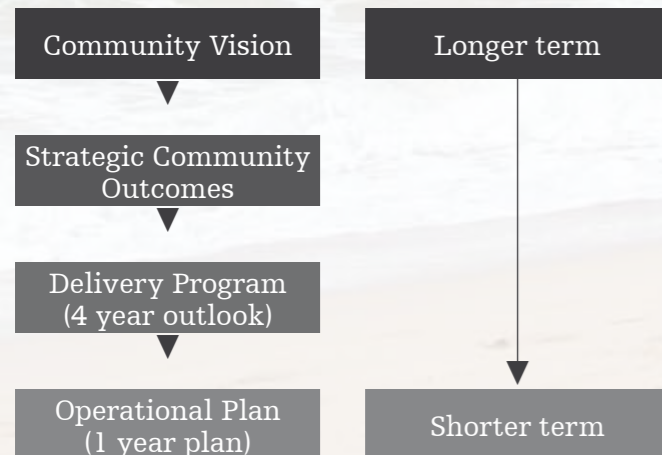 Community Vision
Longer term
Strategic Community
Outcomes
Delivery Program
(4 year outlook)
Operational Plan
(1 year plan)
Shorter term